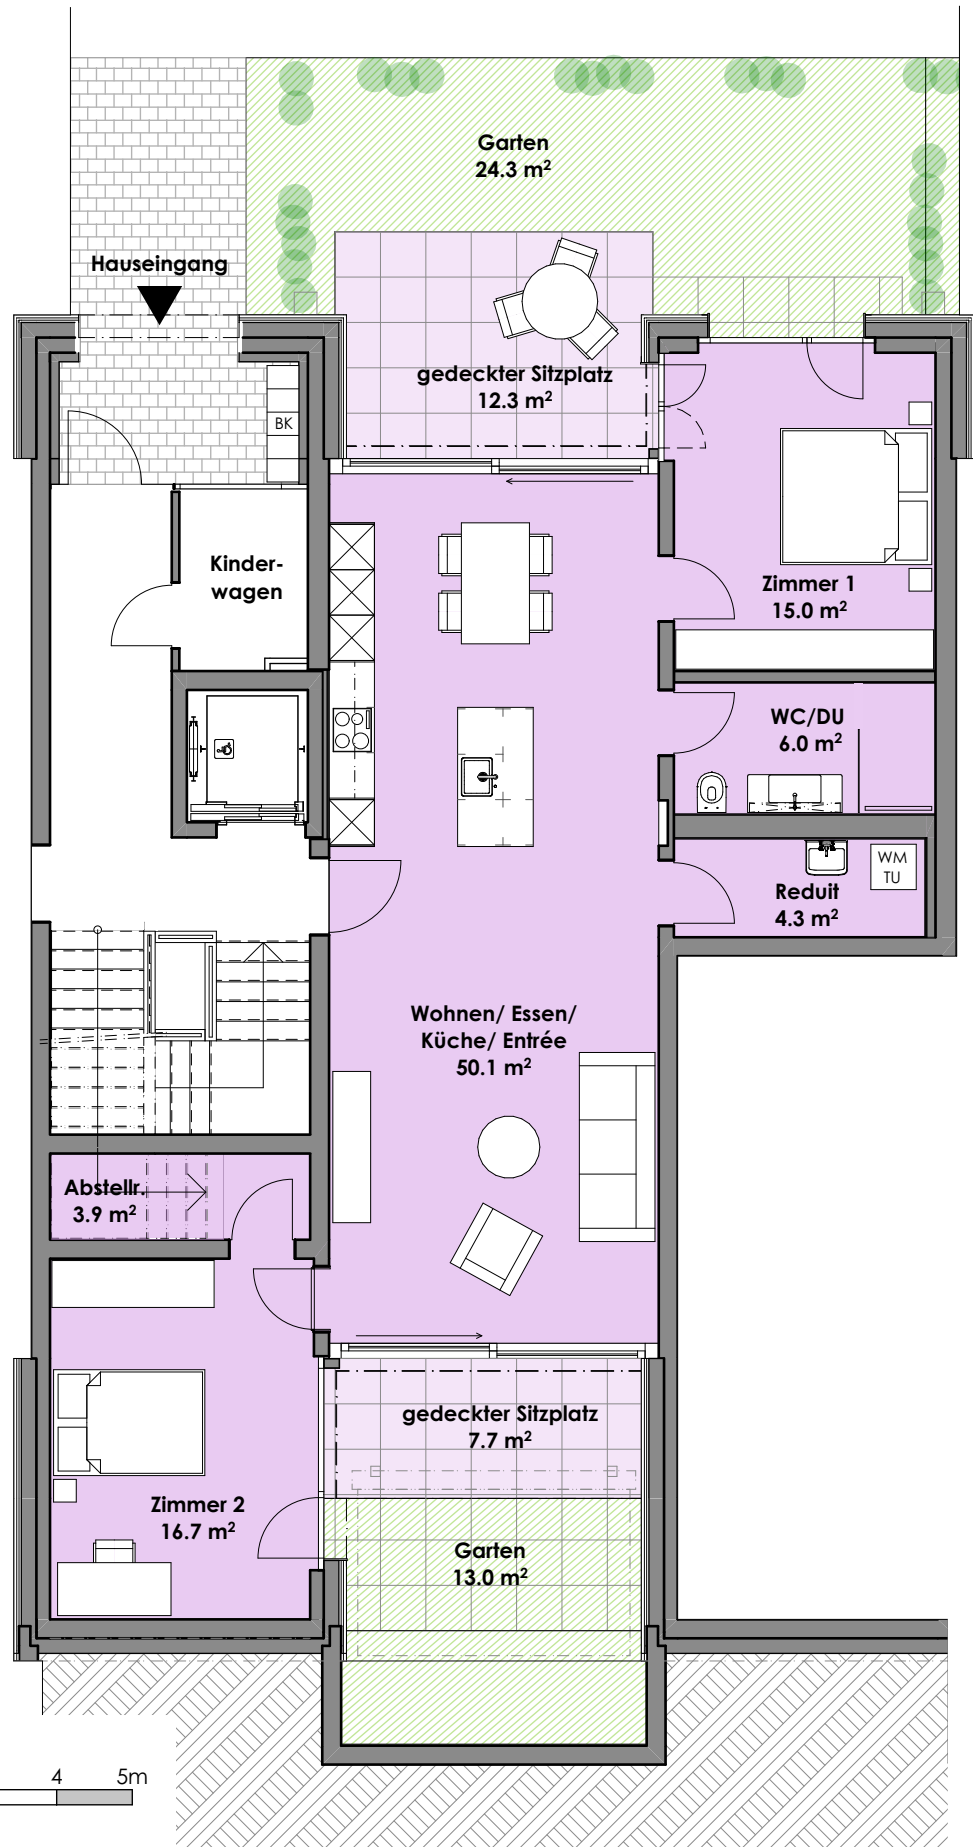 Garten
24.3 m²
Hauseingang
gedeckter Sitzplatz
12.3 m²
BK
Kinder-
wagen
Zimmer 1
15.0 m²
WC/DU
6.0 m²
WM
TU
Reduit
4.3 m²
Wohnen/ Essen/
Küche/ Entrée
50.1 m²
Abstellr.
3.9 m²
gedeckter Sitzplatz
7.7 m²
Zimmer 2
16.7 m²
Garten
13.0 m²
4 5m